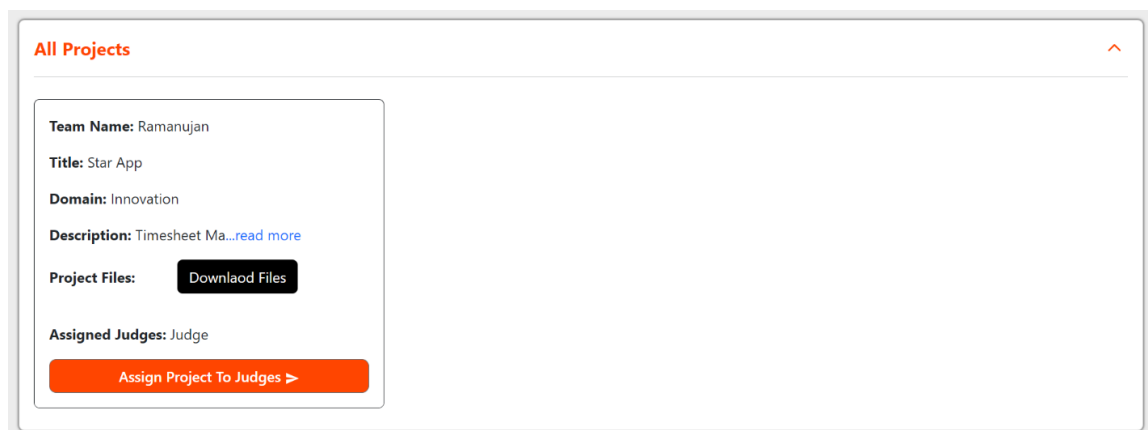 All Projects
Team Name: Ramanujan
Title: Star App
Domain: Innovation
Description: Timesheet Ma...read more
Project Files: Downlaod Files
Assigned Judges: Judge
Assign Project To Judges